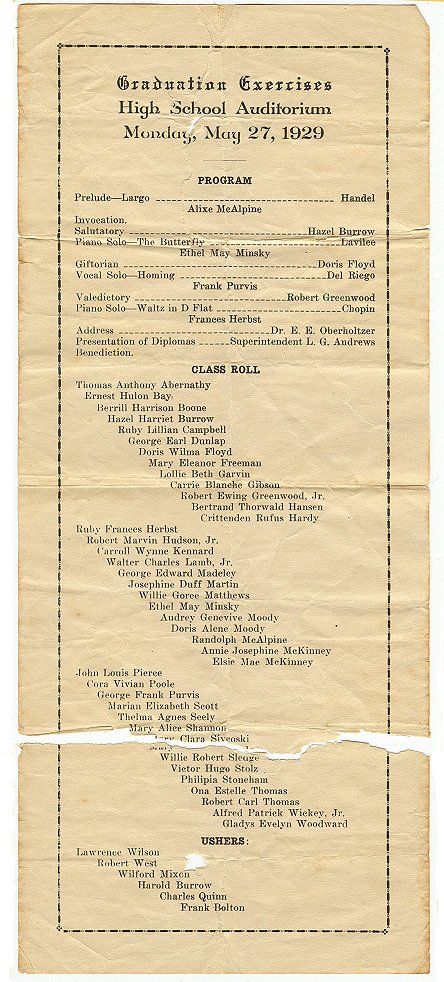 Graduation Exercises
High School Auditorium
Monday, May 27, 1929
PROGRAM
Prelude—Largo Handel
Alixe McAlpine
Invocation.
Salutatory Hazel Burrow
Piano Solo—The Butterfly Lavilee
Ethel May Minsky
Giftorian Doris Floyd
Vocal Solo—Homing Del Riego
Frank Purvis
Valedictory Robert Greenwood
Piano Solo—Waltz in D Flat Chopin
Frances Herbst
Address Dr. E. E. Oberholtzer
Presentation of Diplomas Superintendent L. G. Andrews
Benediction.
CLASS ROLL
Thomas Anthony Abernathy
Ernest Hulon Bay
Berrill Harrison Boone
Hazel Harriet Burrow
Ruby Lillian Campbell
George Earl Dunlap
Doris Wilma Floyd
Mary Eleanor Freeman
Lollie Beth Garvin
Carrie Blanche Gibson
Robert Ewing Greenwood, Jr.
Bertrand Thorwald Hansen
Crittenden Rufus Hardy
Ruby Frances Herbst
Robert Marvin Hudson, Jr.
Carroll Wynne Kennard
Walter Charles Lamb, Jr.
George Edward Madeley
Josephine Duff Martin
Willie Goree Matthews
Ethel May Minsky
Audrey Genevive Moody
Doris Alene Moody
Randolph McAlpine
Annie Josephine McKinney
Elsie Mae McKinney
John Louis Pierce
Cora Vivian Poole
George Frank Purvis
Marian Elizabeth Scott
Thelma Agnes Seely
Mary Alice Shannon
Clara
Willie Robert Sledge
Victor Hugo Stolz
Philipia Stoneham
Ona Estelle Thomas
Robert Carl Thomas
Alfred Patrick Wickey, Jr.
Gladys Evelyn Woodward
USHERS:
Lawrence Wilson
Robert West
Wilford Mixon
Harold Burrow
Charles Quinn
Frank Bolton